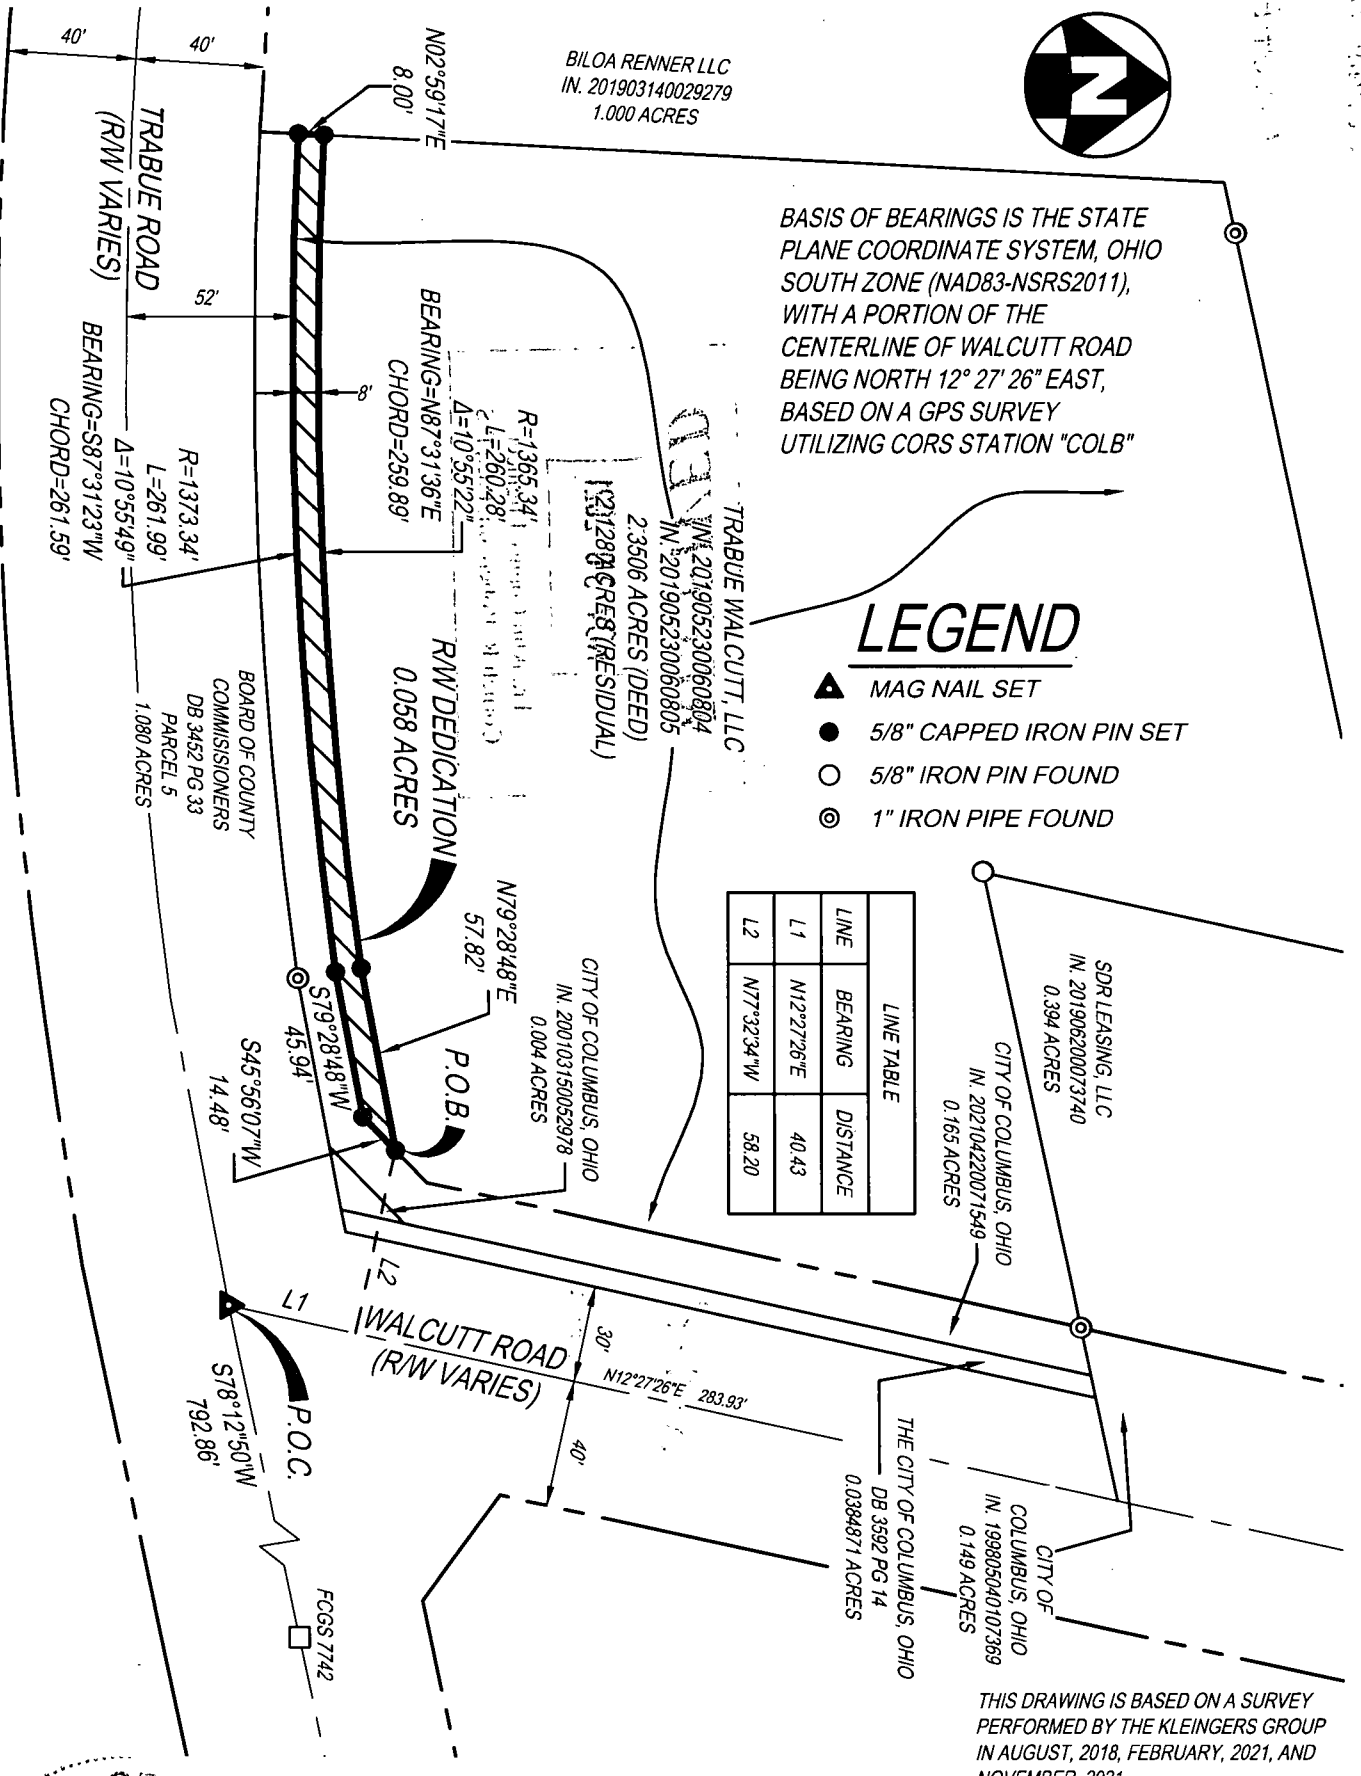 40'
40'
TRABUE ROAD
(R/W VARIES)
N02°59'17"E
8.00'
BILOA RENNER LLC
IN. 201903140029279
1.000 ACRES
N
BASIS OF BEARINGS IS THE STATE
PLANE COORDINATE SYSTEM, OHIO
SOUTH ZONE (NAD83-NSRS2011),
WITH A PORTION OF THE
CENTERLINE OF WALCUTT ROAD
BEING NORTH 12° 27' 26" EAST,
BASED ON A GPS SURVEY
UTILIZING CORS STATION "COLB"
52'
8'
BEARING=N87°31'36"E
CHORD=259.89'
R=1365.34'
L=260.28'
Δ=10°55'22"
R=1373.34'
L=261.99'
Δ=10°55'49"
BEARING=S87°31'23"W
CHORD=261.59'
TRABUE WALCUTT, LLC
IN. 201905230060804
IN. 201905230060805
2.3506 ACRES (DEED)
ACRES (RESIDUAL)
LEGEND
MAG NAIL SET
5/8" CAPPED IRON PIN SET
5/8" IRON PIN FOUND
1" IRON PIPE FOUND
R/W DEDICATION
0.058 ACRES
BOARD OF COUNTY
COMMISIONERS
DB 3452 PG 33
PARCEL 5
1.080 ACRES
N79°28'48"E
57.82'
S79°28'48"W
45.94'
S45°56'07"W
14.48'
P.O.B.
CITY OF COLUMBUS, OHIO
IN. 200103150052978
0.004 ACRES
LINE TABLE
LINE BEARING DISTANCE
L1 N12°27'26"E 40.43
L2 N77°32'34"W 58.20
SDR LEASING, LLC
IN. 201906200073740
0.394 ACRES
CITY OF COLUMBUS, OHIO
IN. 202104220071549
0.165 ACRES
L2
L1
WALCUTT ROAD
(R/W VARIES)
30'
40'
N12°27'26"E 283.93'
P.O.C.
S78°12'50"W
792.86'
FCGS 7742
THE CITY OF COLUMBUS, OHIO
DB 3592 PG 14
0.0384871 ACRES
CITY OF
COLUMBUS, OHIO
IN. 199805040107369
0.149 ACRES
THIS DRAWING IS BASED ON A SURVEY
PERFORMED BY THE KLEINGERS GROUP
IN AUGUST, 2018, FEBRUARY, 2021, AND
NOVEMBER, 2021